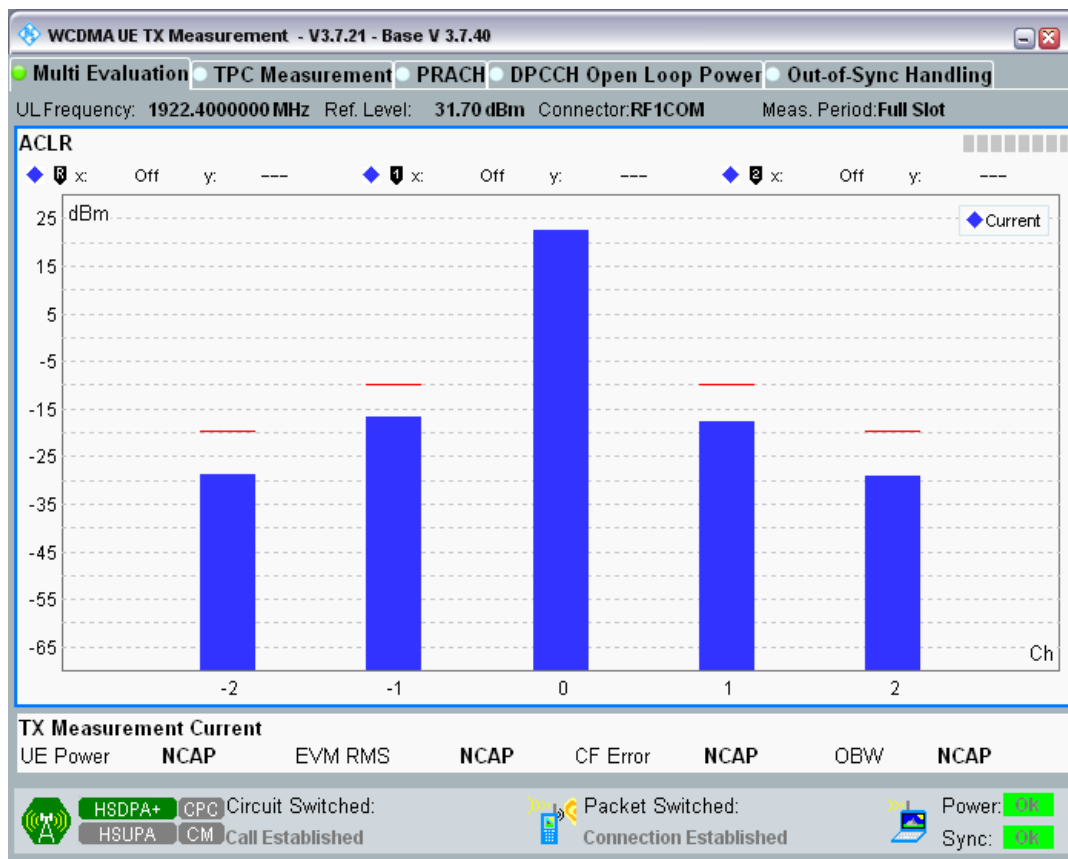 WCDMA UE TX Measurement - V3.7.21 - Base V 3.7.40
Multi Evaluation TPC Measurement PRACH DPCCH Open Loop Power Out-of-Sync Handling
UL Frequency: 1922.4000000 MHz Ref. Level: 31.70 dBm Connector:RF1COM Meas. Period:Full Slot
ACLR
R x: Off y: --- 1 x: Off y: --- 2 x: Off y: ---
dBm
Current
25
15
5
-5
-15
-25
-35
-45
-55
-65
Ch
-2 -1 0 1 2
TX Measurement Current
UE Power NCAP EVM RMS NCAP CF Error NCAP OBW NCAP
HSDPA+ CPC Circuit Switched: Packet Switched: Power: OK
HSUPA CM Call Established Connection Established Sync: OK